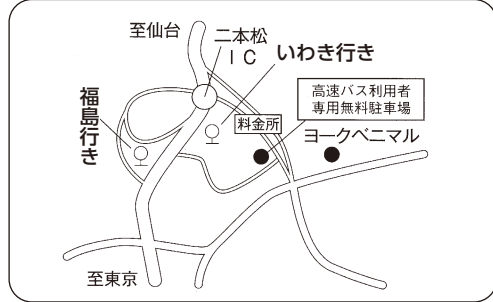 至仙台
二本松
IC
いわき行き
高速バス利用者
専用無料駐車場
福島行き
料金所
ヨークベニマル
至東京